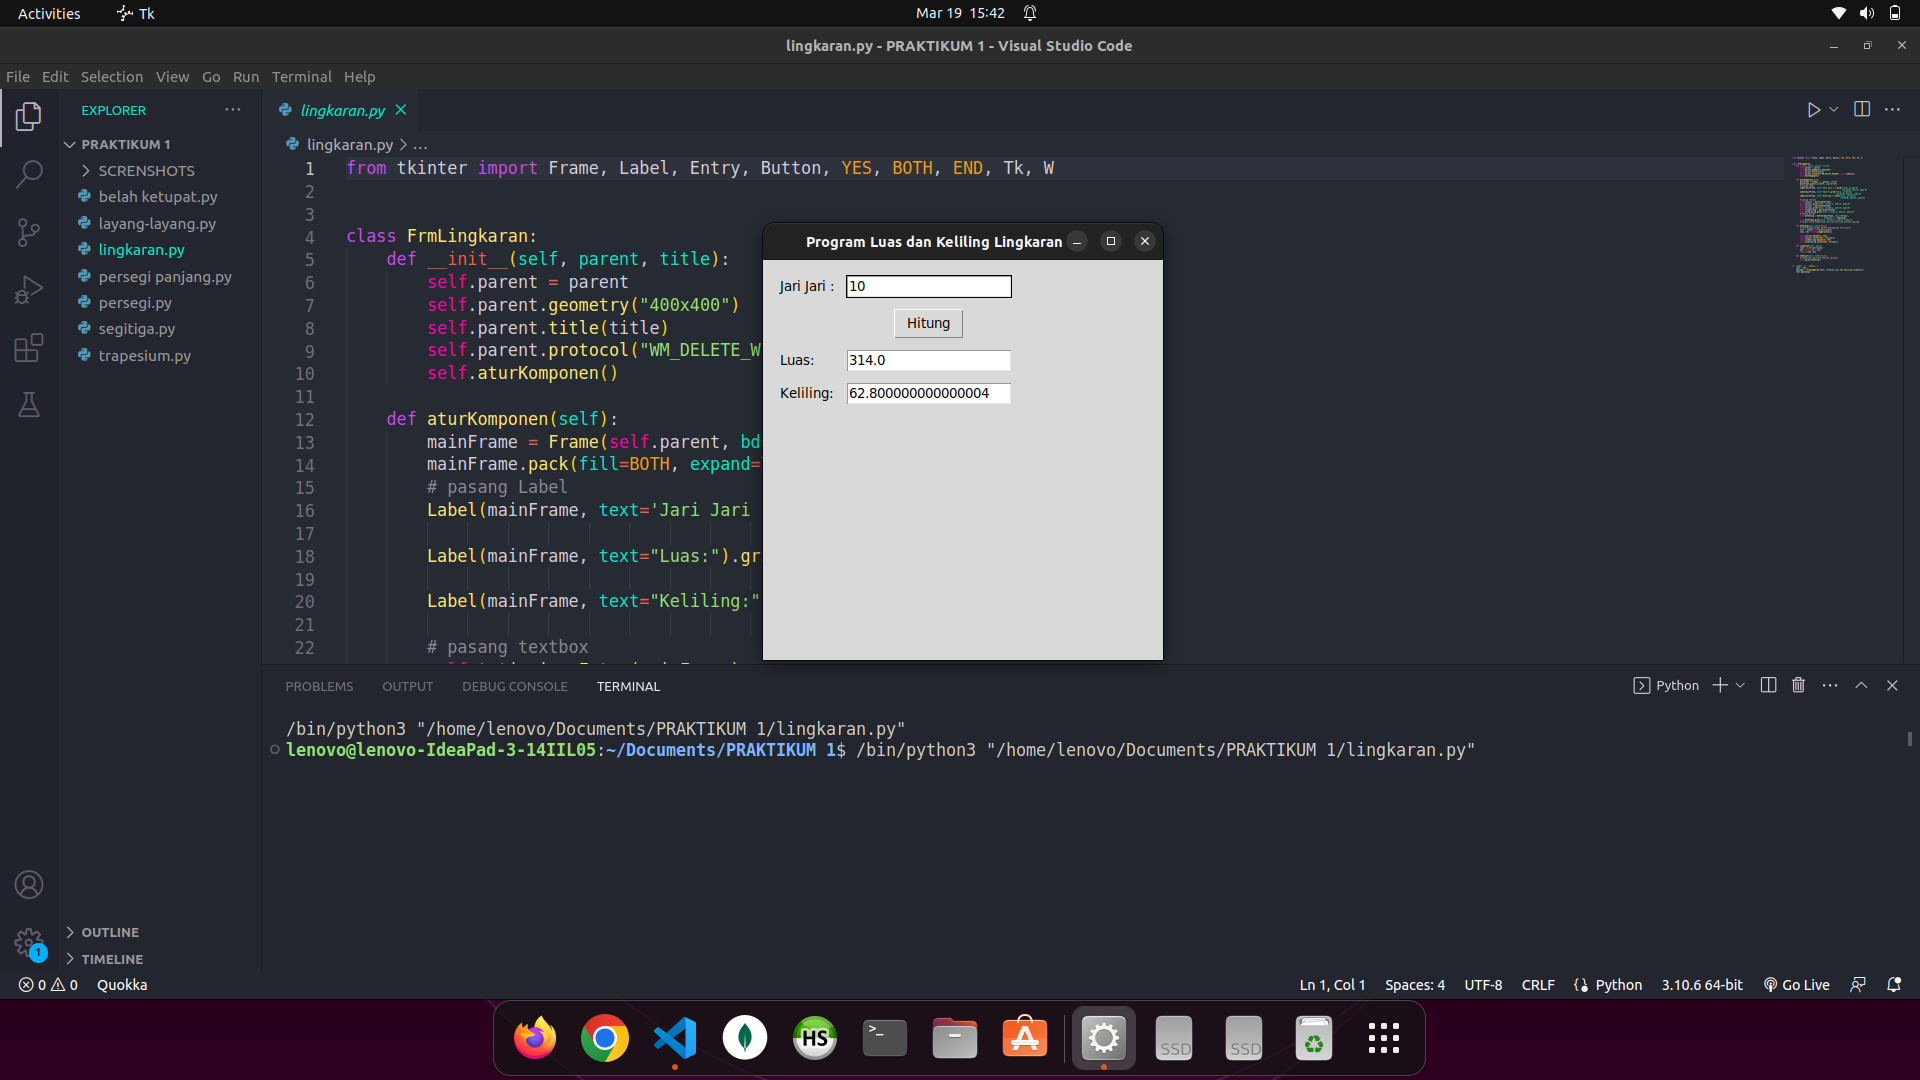 Activities
Tk
Mar 19 15:42
lingkaran.py - PRAKTIKUM 1 - Visual Studio Code
File Edit Selection View Go Run Terminal Help
EXPLORER
PRAKTIKUM 1
SCRENSHOTS
belah ketupat.py
layang-layang.py
lingkaran.py
persegi panjang.py
persegi.py
segitiga.py
trapesium.py
OUTLINE
TIMELINE
lingkaran.py
lingkaran.py > ...
1 from tkinter import Frame, Label, Entry, Button, YES, BOTH, END, Tk, W
2
3
4 class FrmLingkaran:
5 def __init__(self, parent, title):
6 self.parent = parent
7 self.parent.geometry("400x400")
8 self.parent.title(title)
9 self.parent.protocol("WM_DELETE_W
10 self.aturKomponen()
11
12 def aturKomponen(self):
13 mainFrame = Frame(self.parent, bd
14 mainFrame.pack(fill=BOTH, expand=
15 # pasang Label
16 Label(mainFrame, text='Jari Jari
17
18 Label(mainFrame, text="Luas:").gr
19
20 Label(mainFrame, text="Keliling:"
21
22 # pasang textbox
Program Luas dan Keliling Lingkaran
Jari Jari : 10
Hitung
Luas: 314.0
Keliling: 62.800000000000004
PROBLEMS OUTPUT DEBUG CONSOLE TERMINAL
Python
/bin/python3 "/home/lenovo/Documents/PRAKTIKUM 1/lingkaran.py"
lenovo@lenovo-IdeaPad-3-14IIL05:~/Documents/PRAKTIKUM 1$ /bin/python3 "/home/lenovo/Documents/PRAKTIKUM 1/lingkaran.py"
1
0 0 Quokka
Ln 1, Col 1 Spaces: 4 UTF-8 CRLF Python 3.10.6 64-bit Go Live
HS
>_
SSD
SSD